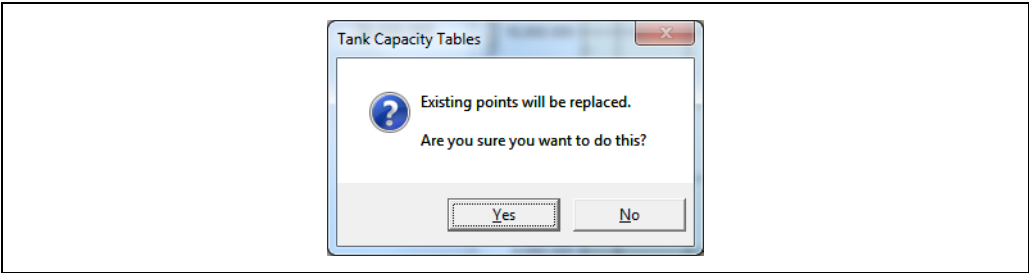 Tank Capacity Tables
Existing points will be replaced.
Are you sure you want to do this?
Yes No